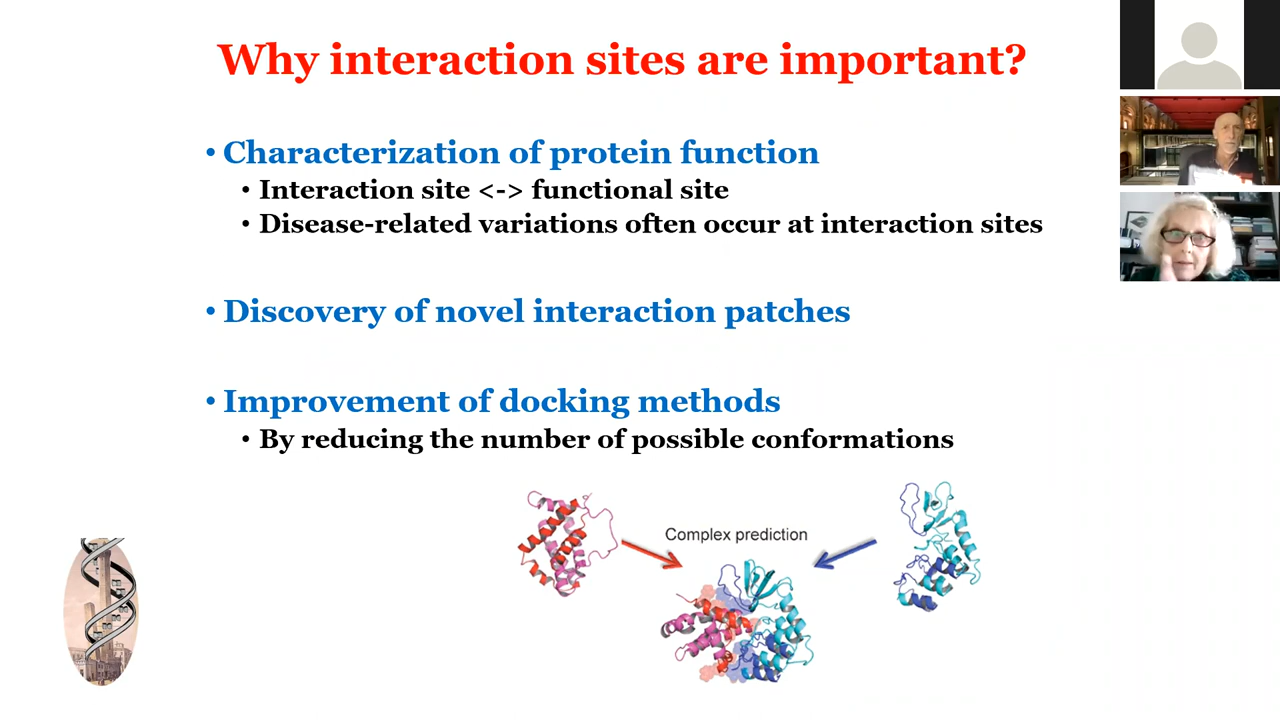 Why interaction sites are important?
• Characterization of protein function
• Interaction site <-> functional site
• Disease-related variations often occur at interaction sites
• Discovery of novel interaction patches
• Improvement of docking methods
• By reducing the number of possible conformations
Complex prediction